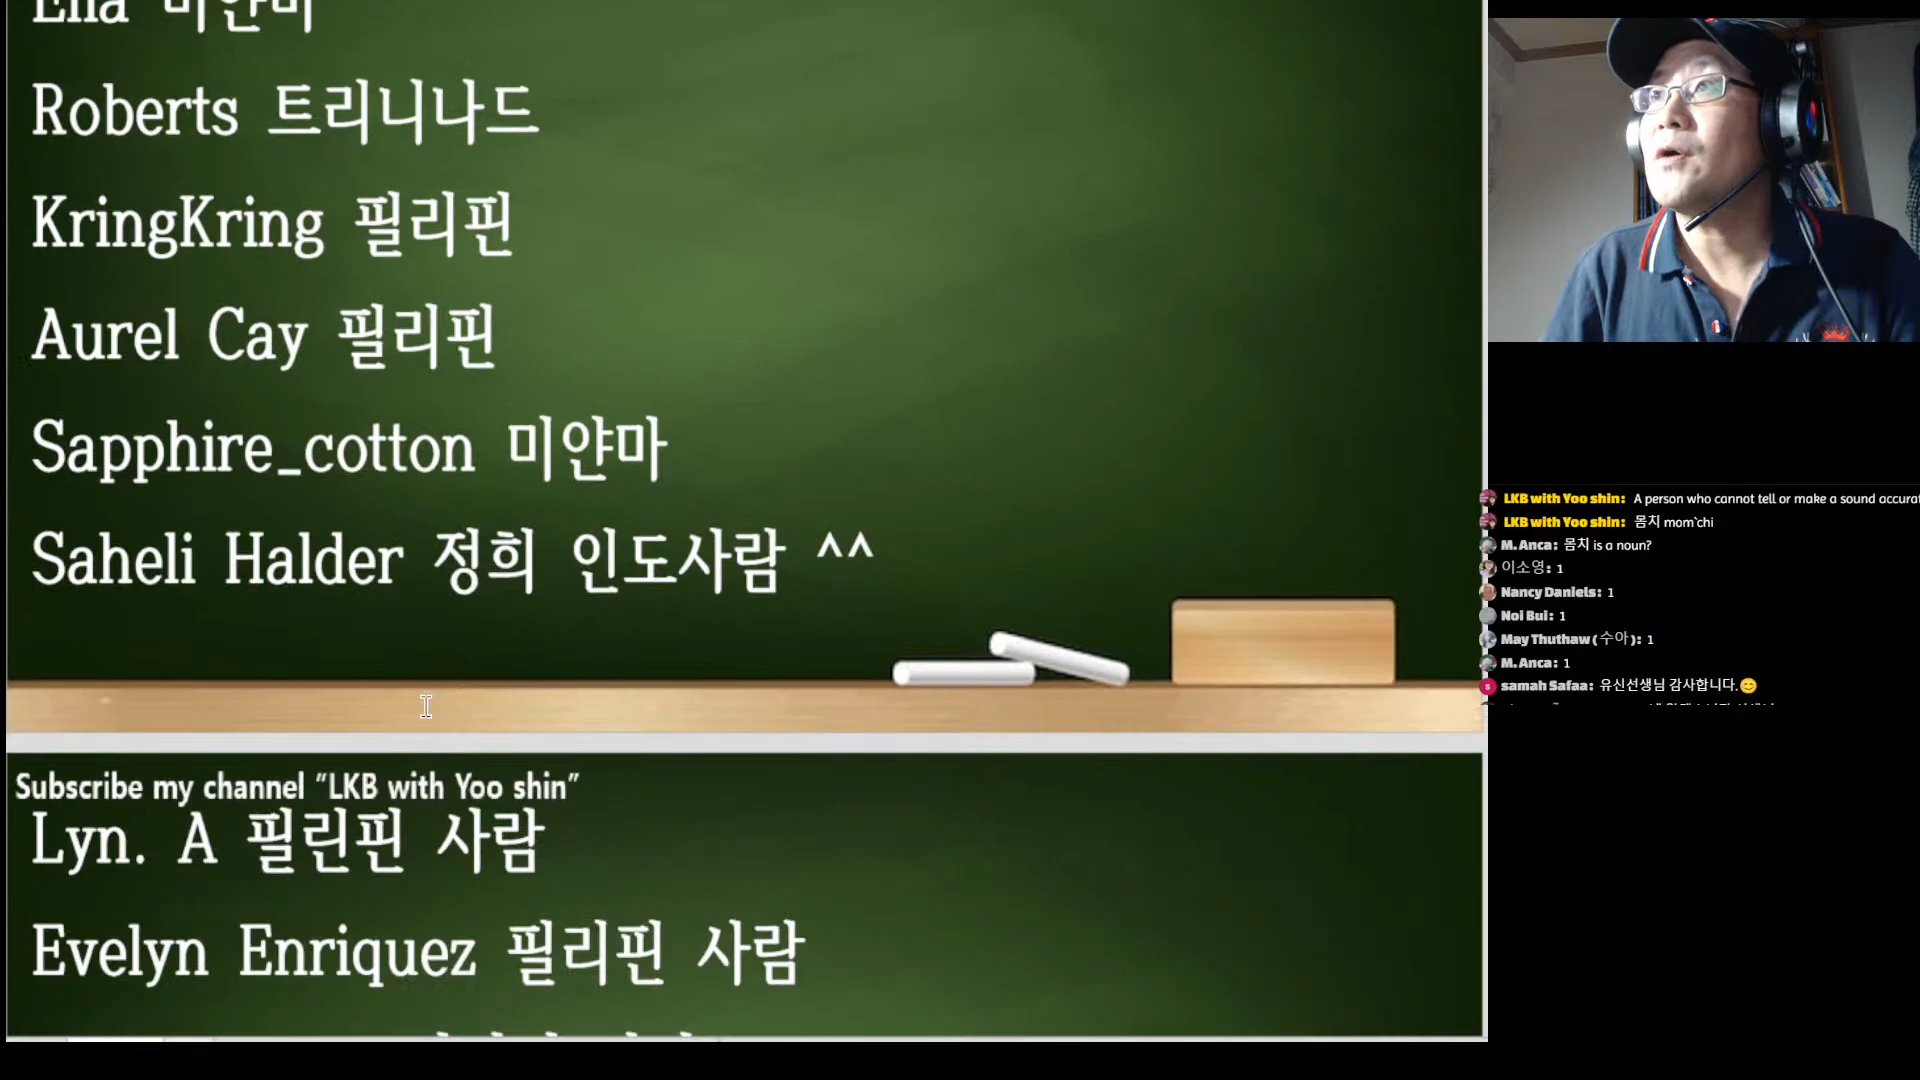 Roberts 트리니나드
KringKring 필리핀
Aurel Cay 필리핀
Sapphire_cotton 미얀마
Saheli Halder 정희 인도사람 ^^
Subscribe my channel “LKB with Yoo shin”
Lyn. A 필린핀 사람
Evelyn Enriquez 필리핀 사람
LKB with Yoo shin: A person who cannot tell or make a sound accurat
LKB with Yoo shin: 몸치 mom`chi
M. Anca: 몸치 is a noun?
이소영: 1
Nancy Daniels: 1
Noi Bui: 1
May Thuthaw (수아): 1
M. Anca: 1
samah Safaa: 유신선생님 감사합니다.😊